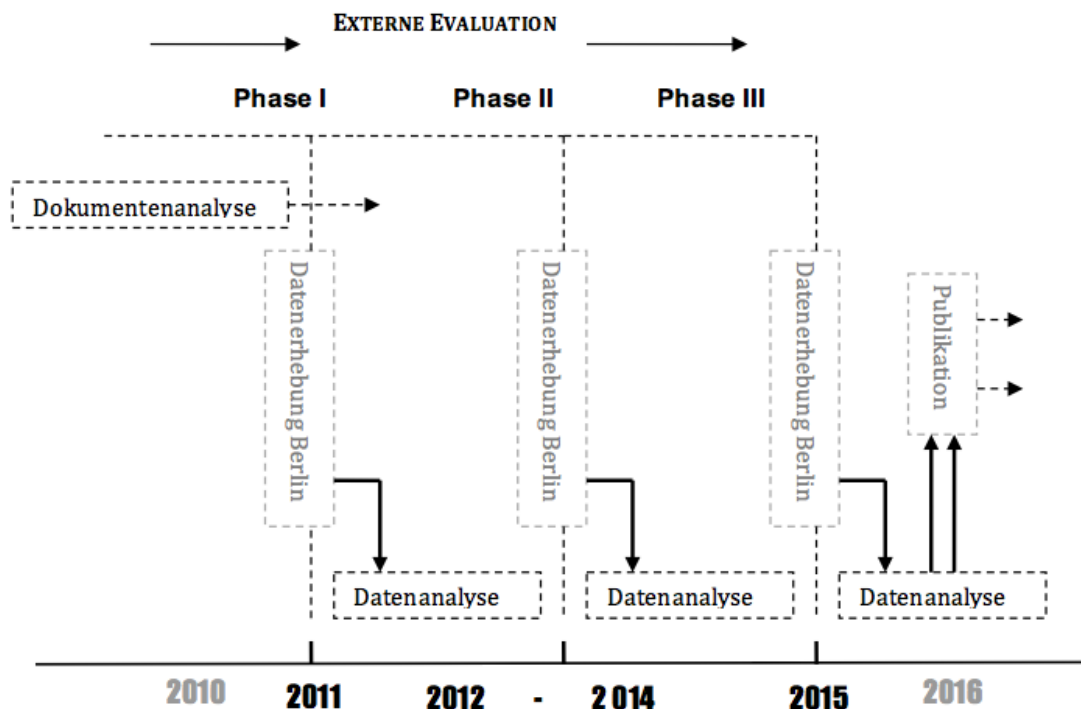 EXTERNE EVALUATION
Phase I
Phase II
Phase III
Dokumentenanalyse
Datenerhebung Berlin
Datenerhebung Berlin
Datenerhebung Berlin
Publikation
Datenanalyse
Datenanalyse
Datenanalyse
2010 2011 2012 - 2014 2015 2016